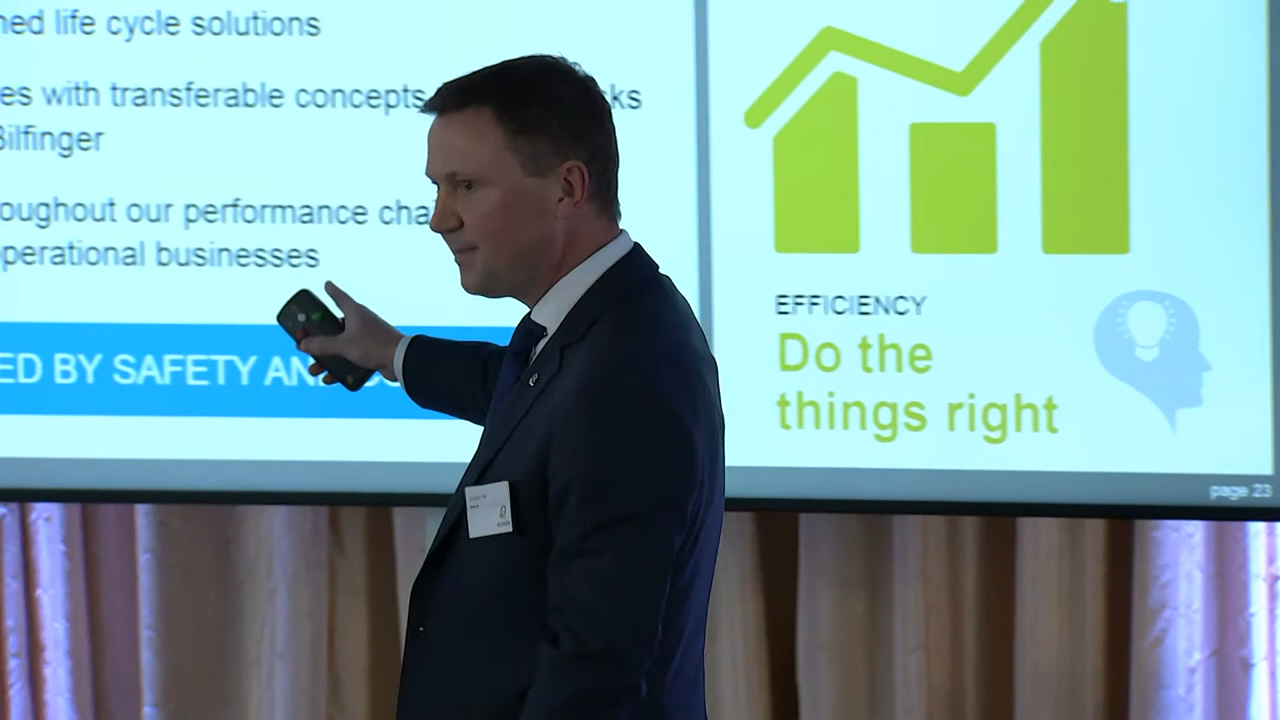 ned life cycle solutions
es with transferable concepts
ks
Bilfinger
oughout our performance cha
perational businesses
ED BY SAFETY AN
EFFICIENCY
Do the
things right
page 23